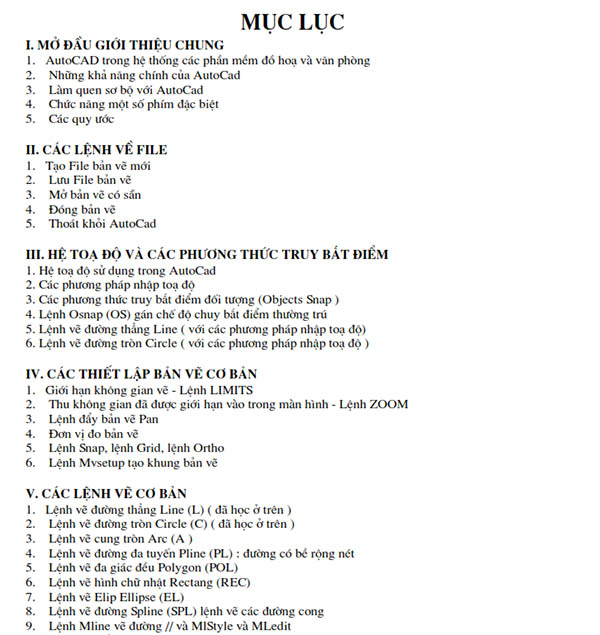 MỤC LỤC
I. MỞ ĐẦU GIỚI THIỆU CHUNG
1. AutoCAD trong hệ thống các phần mềm đồ hoạ và văn phòng
2. Những khả năng chính của AutoCad
3. Làm quen sơ bộ với AutoCad
4. Chức năng một số phím đặc biệt
5. Các quy ước
II. CÁC LỆNH VỀ FILE
1. Tạo File bản vẽ mới
2. Lưu File bản vẽ
3. Mở bản vẽ có sẵn
4. Đóng bản vẽ
5. Thoát khỏi AutoCad
III. HỆ TOẠ ĐỘ VÀ CÁC PHƯƠNG THỨC TRUY BẮT ĐIỂM
1. Hệ toạ độ sử dụng trong AutoCad
2. Các phương pháp nhập toạ độ
3. Các phương thức truy bắt điểm đối tượng (Objects Snap )
4. Lệnh Osnap (OS) gán chế độ chuy bắt điểm thường trú
5. Lệnh vẽ đường thẳng Line ( với các phương pháp nhập toạ độ)
6. Lệnh vẽ đường tròn Circle ( với các phương pháp nhập toạ độ )
IV. CÁC THIẾT LẬP BẢN VẼ CƠ BẢN
1. Giới hạn không gian vẽ - Lệnh LIMITS
2. Thu không gian đã được giới hạn vào trong màn hình - Lệnh ZOOM
3. Lệnh đẩy bản vẽ Pan
4. Đơn vị đo bản vẽ
5. Lệnh Snap, lệnh Grid, lệnh Ortho
6. Lệnh Mvsetup tạo khung bản vẽ
V. CÁC LỆNH VẼ CƠ BẢN
1. Lệnh vẽ đường thẳng Line (L) ( đã học ở trên )
2. Lệnh vẽ đường tròn Circle (C) ( đã học ở trên )
3. Lệnh vẽ cung tròn Arc (A )
4. Lệnh vẽ đường đa tuyến Pline (PL) : đường có bề rộng nét
5. Lệnh vẽ đa giác đều Polygon (POL)
6. Lệnh vẽ hình chữ nhật Rectang (REC)
7. Lệnh vẽ Elip Ellipse (EL)
8. Lệnh vẽ đường Spline (SPL) lệnh vẽ các đường cong
9. Lệnh Mline vẽ đường // và MlStyle và MLedit